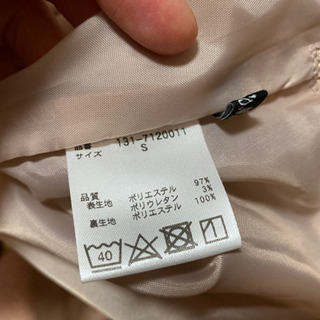 品番 131-7120011
サイズ S
品質
表生地 ポリエステル 97%
ポリウレタン 3%
裏生地 ポリエステル 100%
40